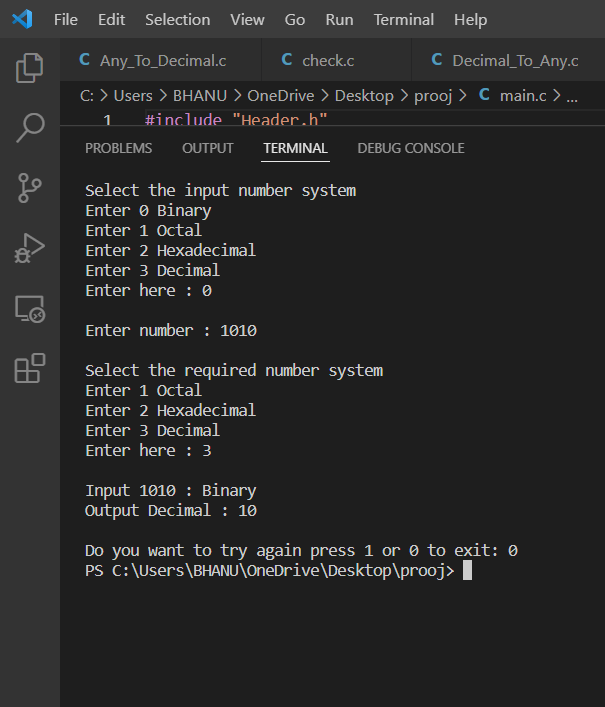 File Edit Selection View Go Run Terminal Help
C Any_To_Decimal.c C check.c C Decimal_To_Any.c
C: > Users > BHANU > OneDrive > Desktop > prooj > C main.c > ...
1 #include "Header.h"
PROBLEMS OUTPUT TERMINAL DEBUG CONSOLE
Select the input number system
Enter 0 Binary
Enter 1 Octal
Enter 2 Hexadecimal
Enter 3 Decimal
Enter here : 0
Enter number : 1010
Select the required number system
Enter 1 Octal
Enter 2 Hexadecimal
Enter 3 Decimal
Enter here : 3
Input 1010 : Binary
Output Decimal : 10
Do you want to try again press 1 or 0 to exit: 0
PS C:\Users\BHANU\OneDrive\Desktop\prooj>